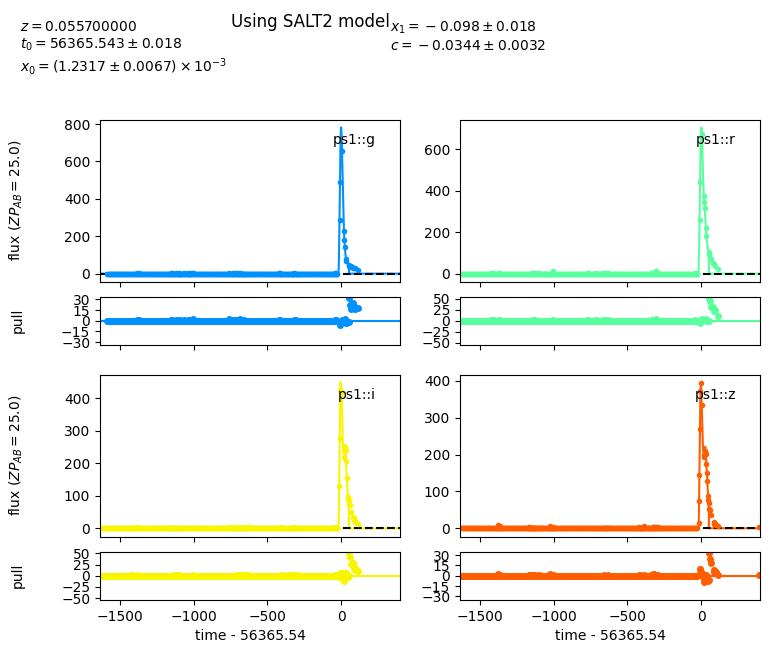 Using SALT2 model
z = 0.055700000
t₀ = 56365.543 ± 0.018
x₀ = (1.2317 ± 0.0067) × 10⁻³
x₁ = −0.098 ± 0.018
c = −0.0344 ± 0.0032
flux (ZP_AB = 25.0)
800
600
400
200
0
ps1::g
600
400
200
0
ps1::r
pull
30
15
0
−15
−30
50
25
0
−25
−50
flux (ZP_AB = 25.0)
400
300
200
100
0
ps1::i
400
300
200
100
0
ps1::z
pull
50
25
0
−25
−50
30
15
0
−15
−30
−1500 −1000 −500 0
time - 56365.54
−1500 −1000 −500 0
time - 56365.54